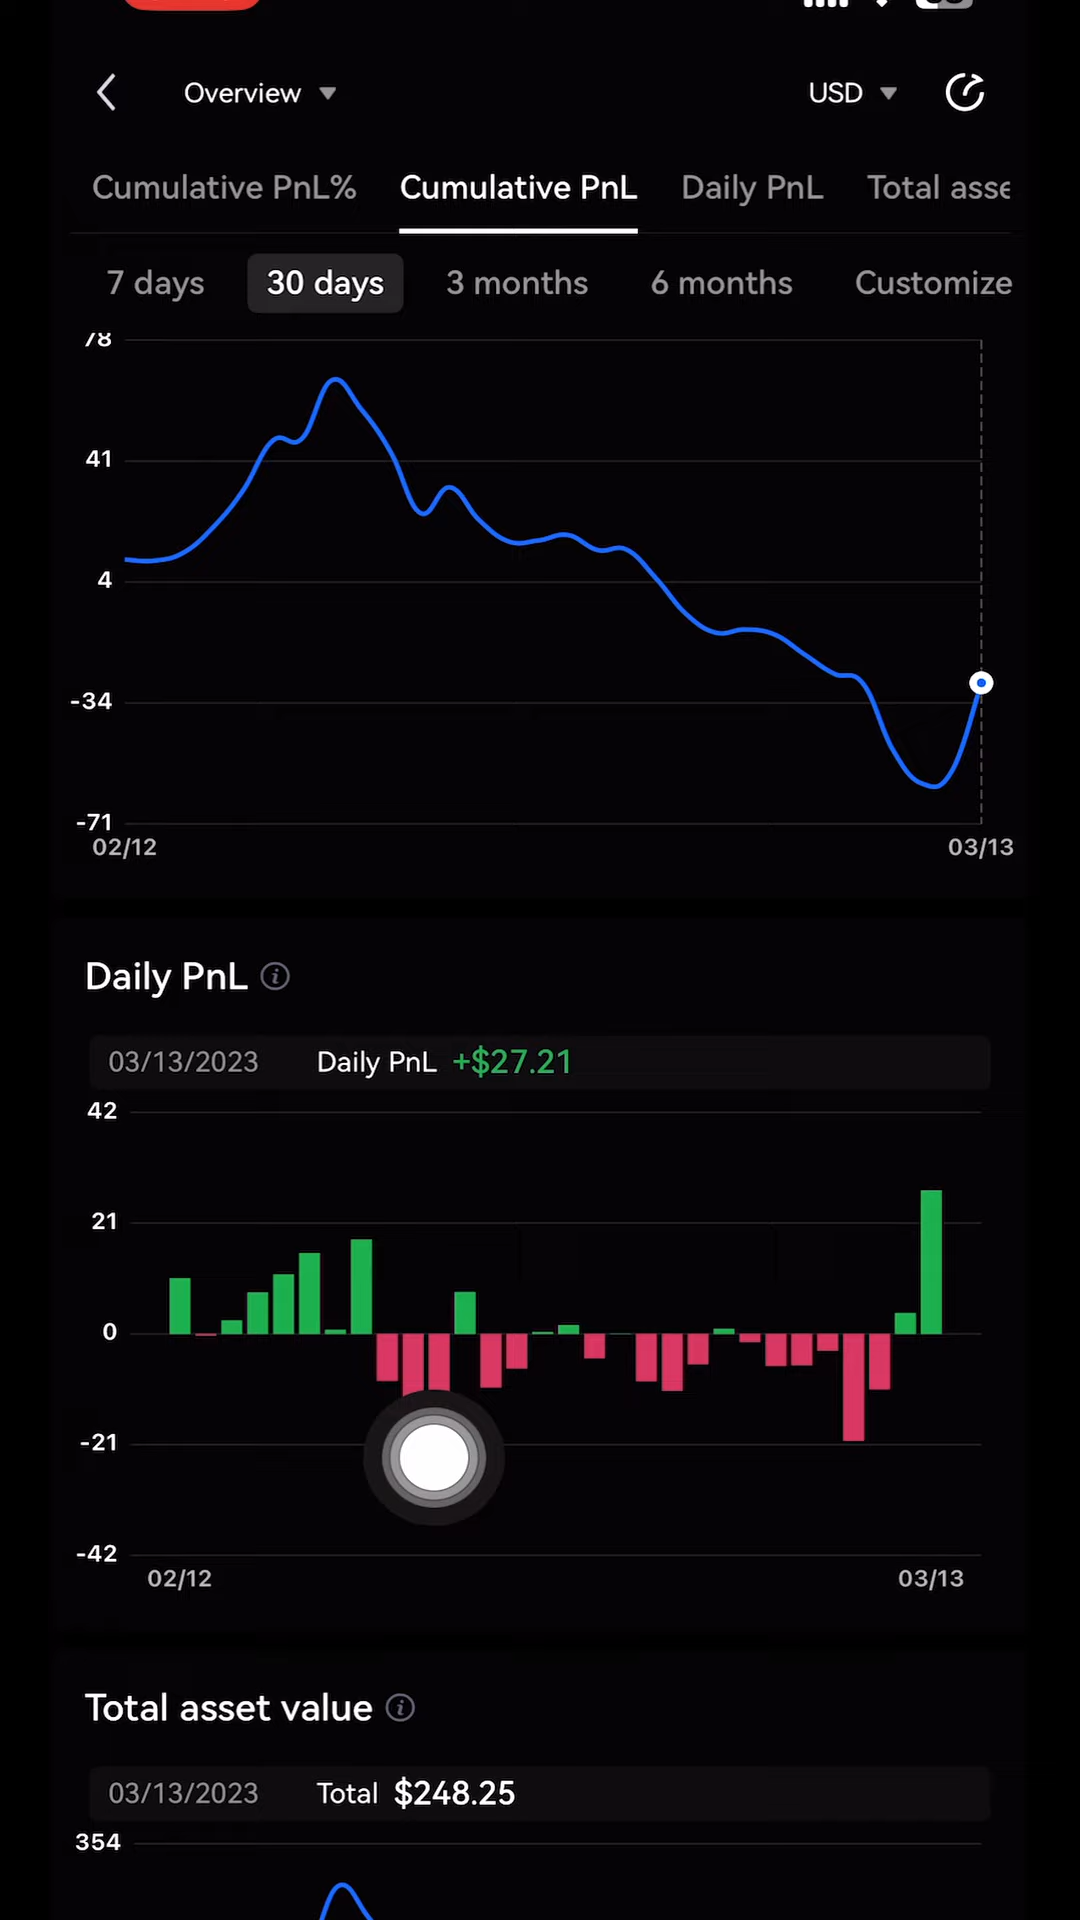 Overview USD
Cumulative PnL% Cumulative PnL Daily PnL Total asse
7 days 30 days 3 months 6 months Customize
78
41
4
-34
-71
02/12 03/13
Daily PnL
03/13/2023 Daily PnL +$27.21
42
21
0
-21
-42
02/12 03/13
Total asset value
03/13/2023 Total $248.25
354